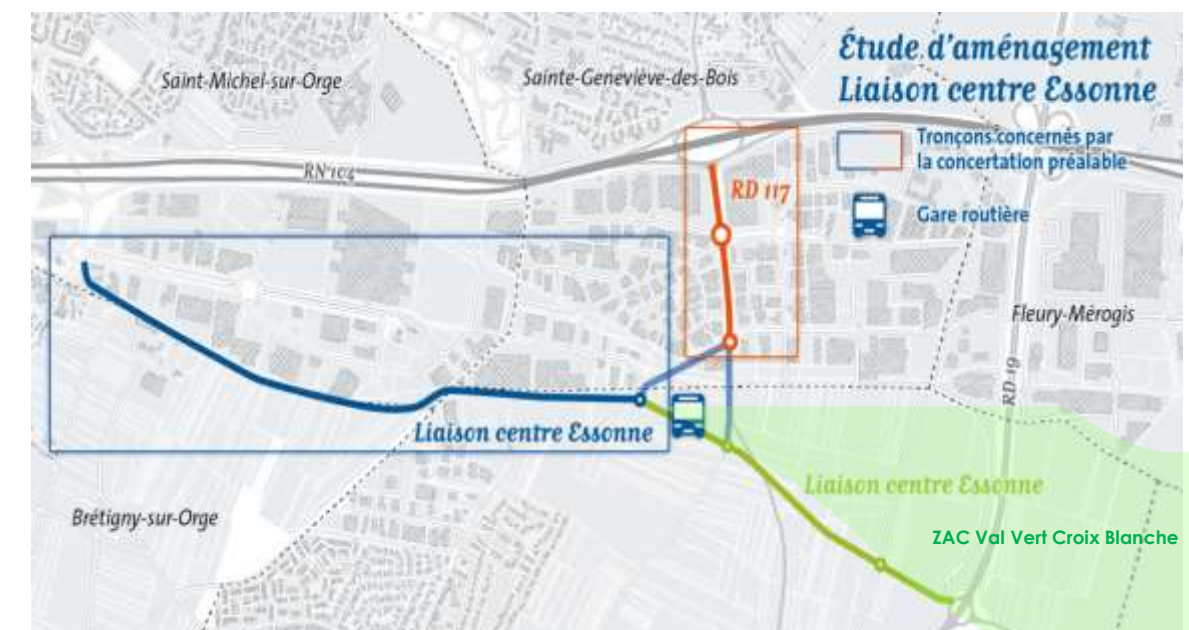 Étude d'aménagement
Liaison centre Essonne
Saint-Michel-sur-Orge
Sainte-Geneviève-des-Bois
Tronçons concernés par
la concertation préalable
RN 104
RD 117
Gare routière
Fleury-Mérogis
RD 19
Liaison centre Essonne
Liaison centre Essonne
Brétigny-sur-Orge
ZAC Val Vert Croix Blanche